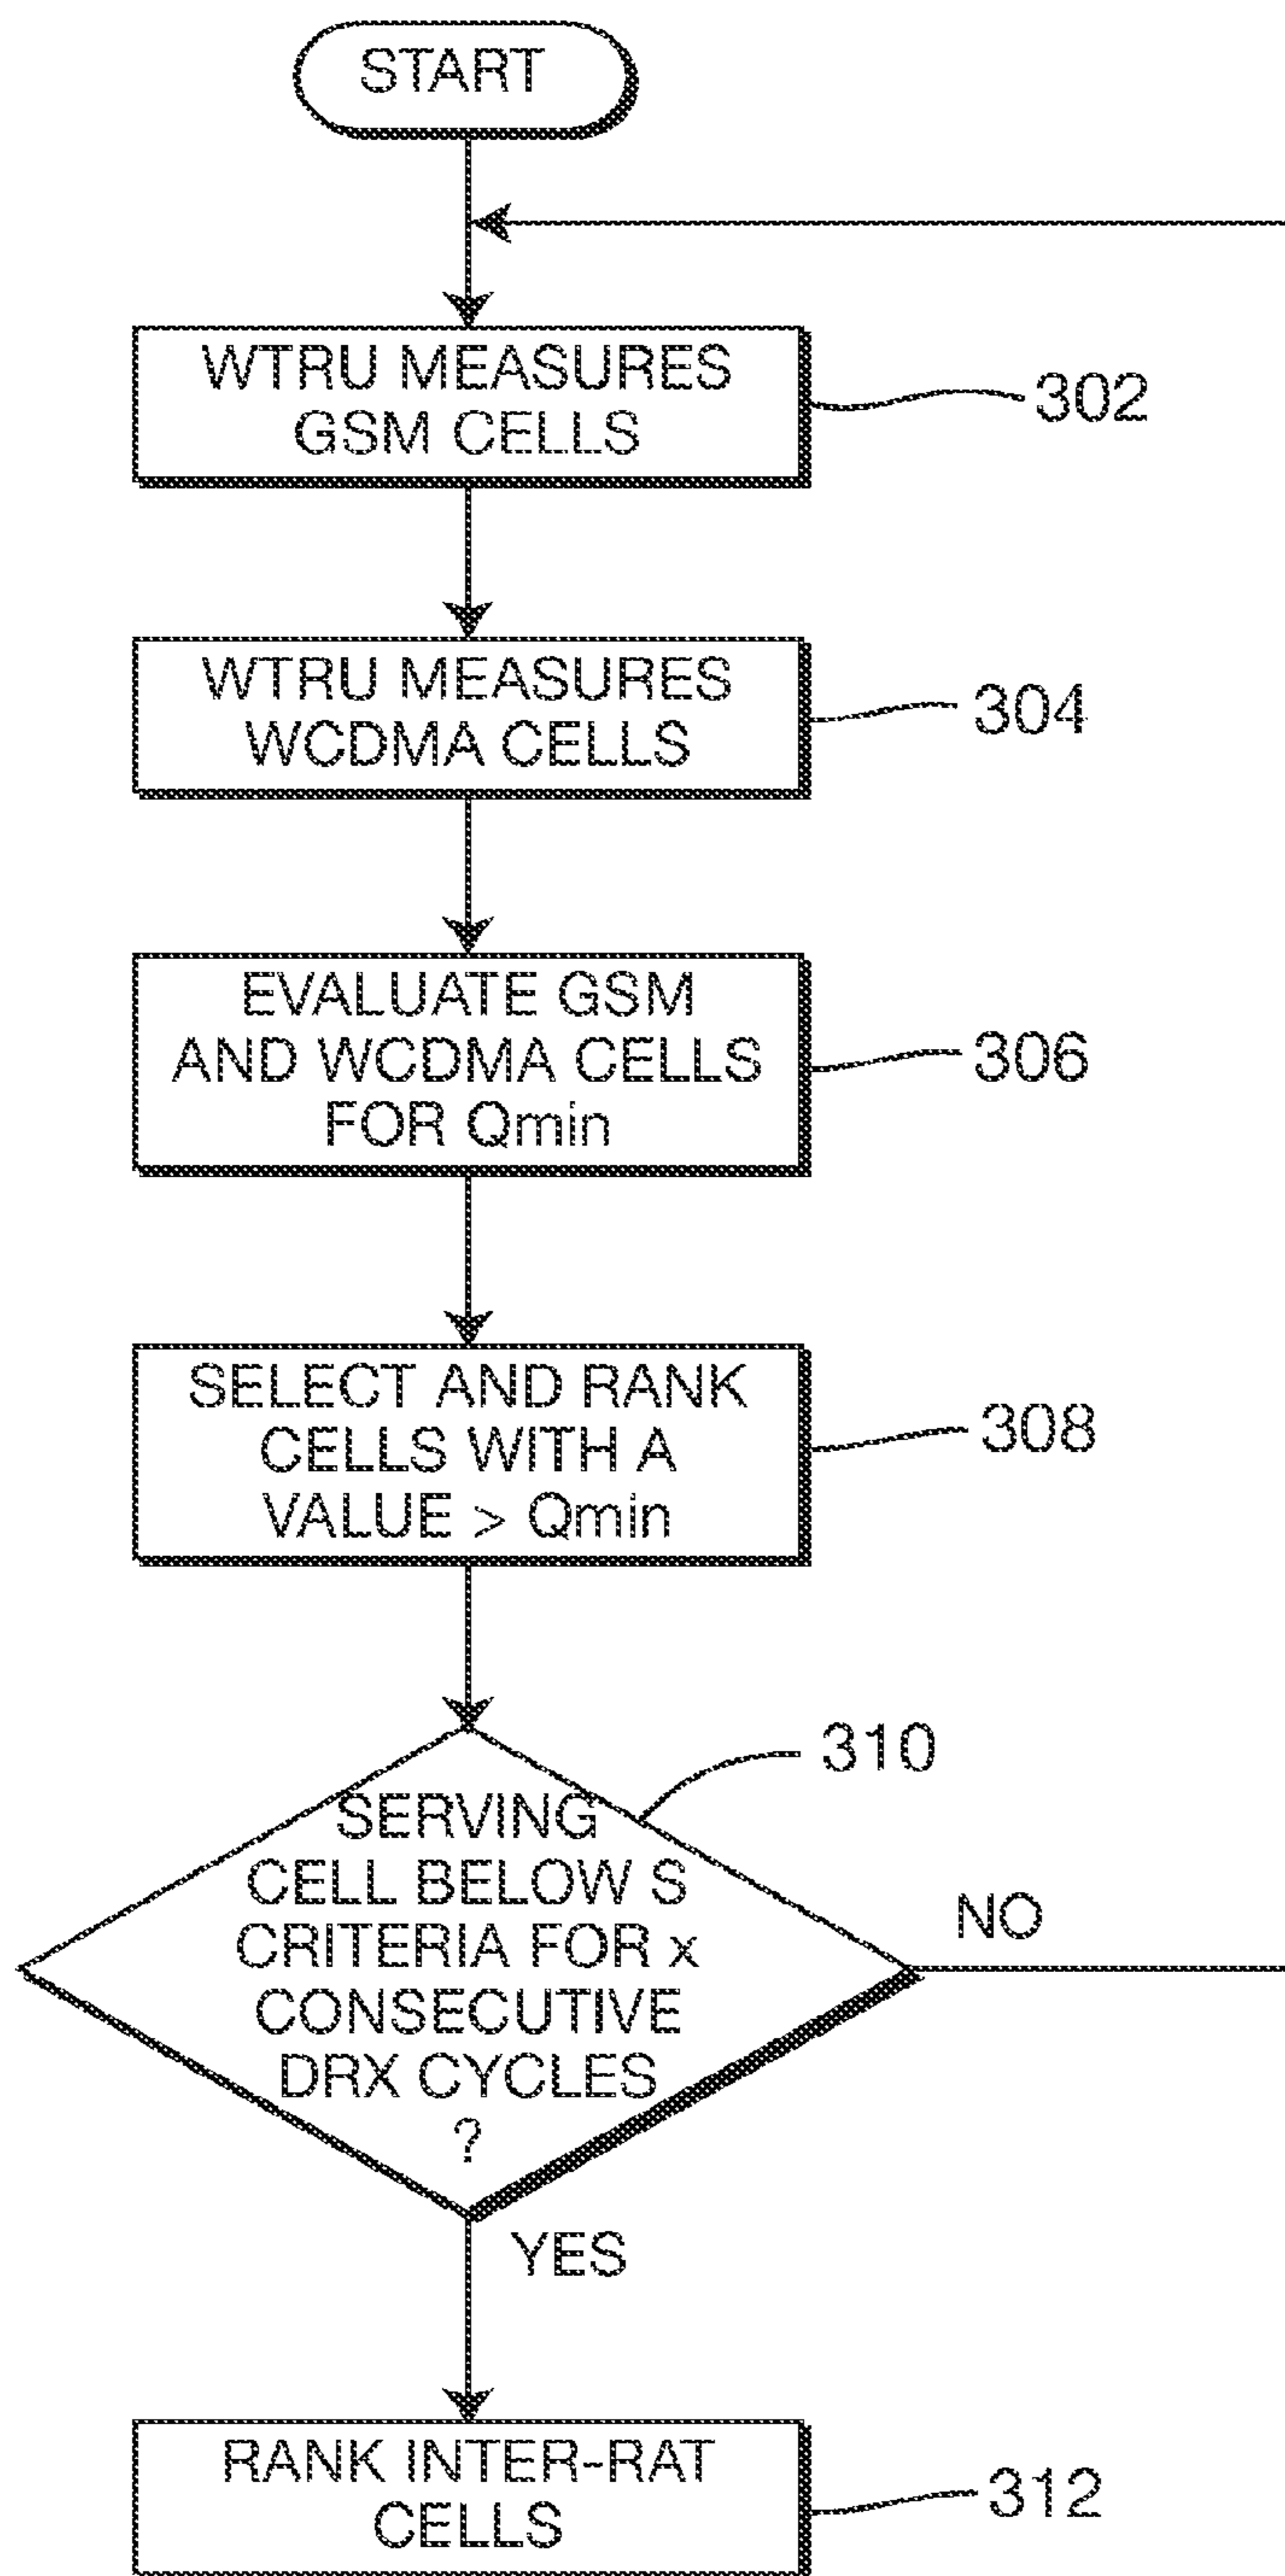 START
WTRU MEASURES
GSM CELLS
302
WTRU MEASURES
WCDMA CELLS
304
EVALUATE GSM
AND WCDMA CELLS
FOR Qmin
306
SELECT AND RANK
CELLS WITH A
VALUE > Qmin
308
310
SERVING
CELL BELOW S
CRITERIA FOR x
CONSECUTIVE
DRX CYCLES
?
NO
YES
RANK INTER-RAT
CELLS
312